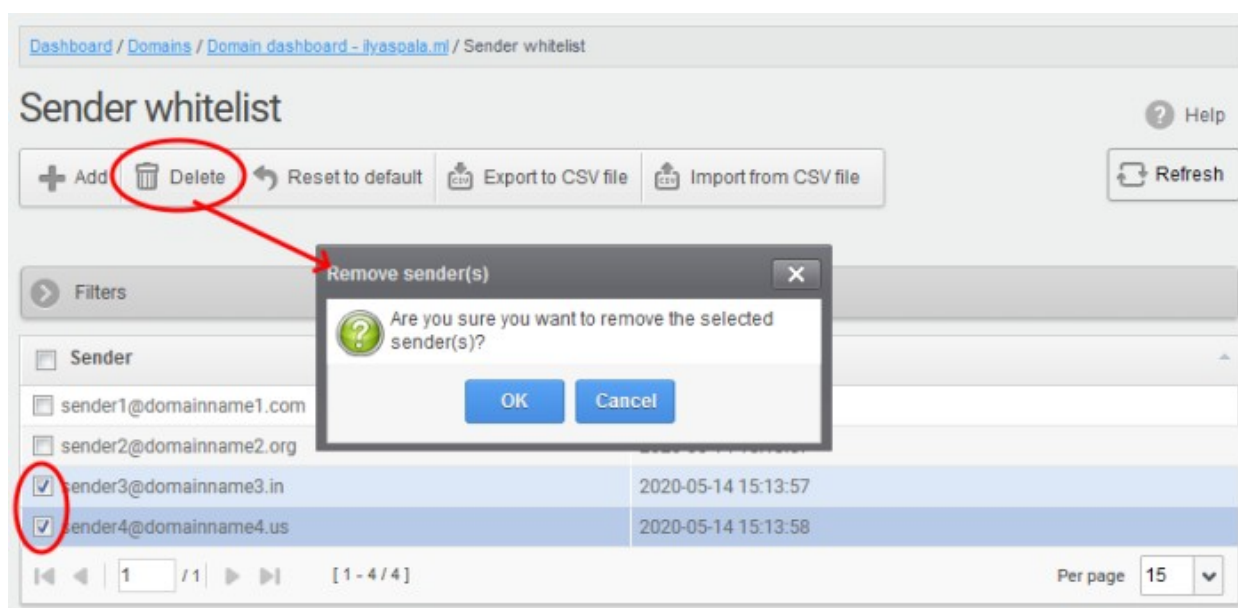 Dashboard / Domains / Domain dashboard - ilyaspala.ml / Sender whitelist
Sender whitelist
Help
Add Delete Reset to default Export to CSV file Import from CSV file Refresh
Filters
Remove sender(s)
Are you sure you want to remove the selected
sender(s)?
OK Cancel
Sender
sender1@domainname1.com
sender2@domainname2.org
sender3@domainname3.in 2020-05-14 15:13:57
sender4@domainname4.us 2020-05-14 15:13:58
1 / 1 [ 1 - 4 / 4 ] Per page 15